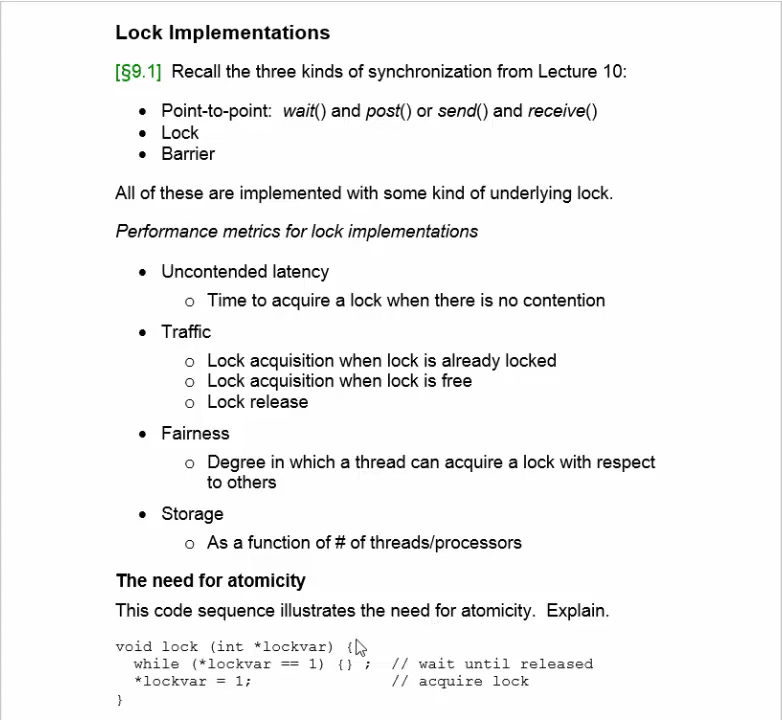 Lock Implementations
[§9.1] Recall the three kinds of synchronization from Lecture 10:
• Point-to-point: wait() and post() or send() and receive()
• Lock
• Barrier
All of these are implemented with some kind of underlying lock.
Performance metrics for lock implementations
• Uncontended latency
o Time to acquire a lock when there is no contention
• Traffic
o Lock acquisition when lock is already locked
o Lock acquisition when lock is free
o Lock release
• Fairness
o Degree in which a thread can acquire a lock with respect
to others
• Storage
o As a function of # of threads/processors
The need for atomicity
This code sequence illustrates the need for atomicity. Explain.
void lock (int *lockvar) {
while (*lockvar == 1) {} ; // wait until released
*lockvar = 1; // acquire lock
}